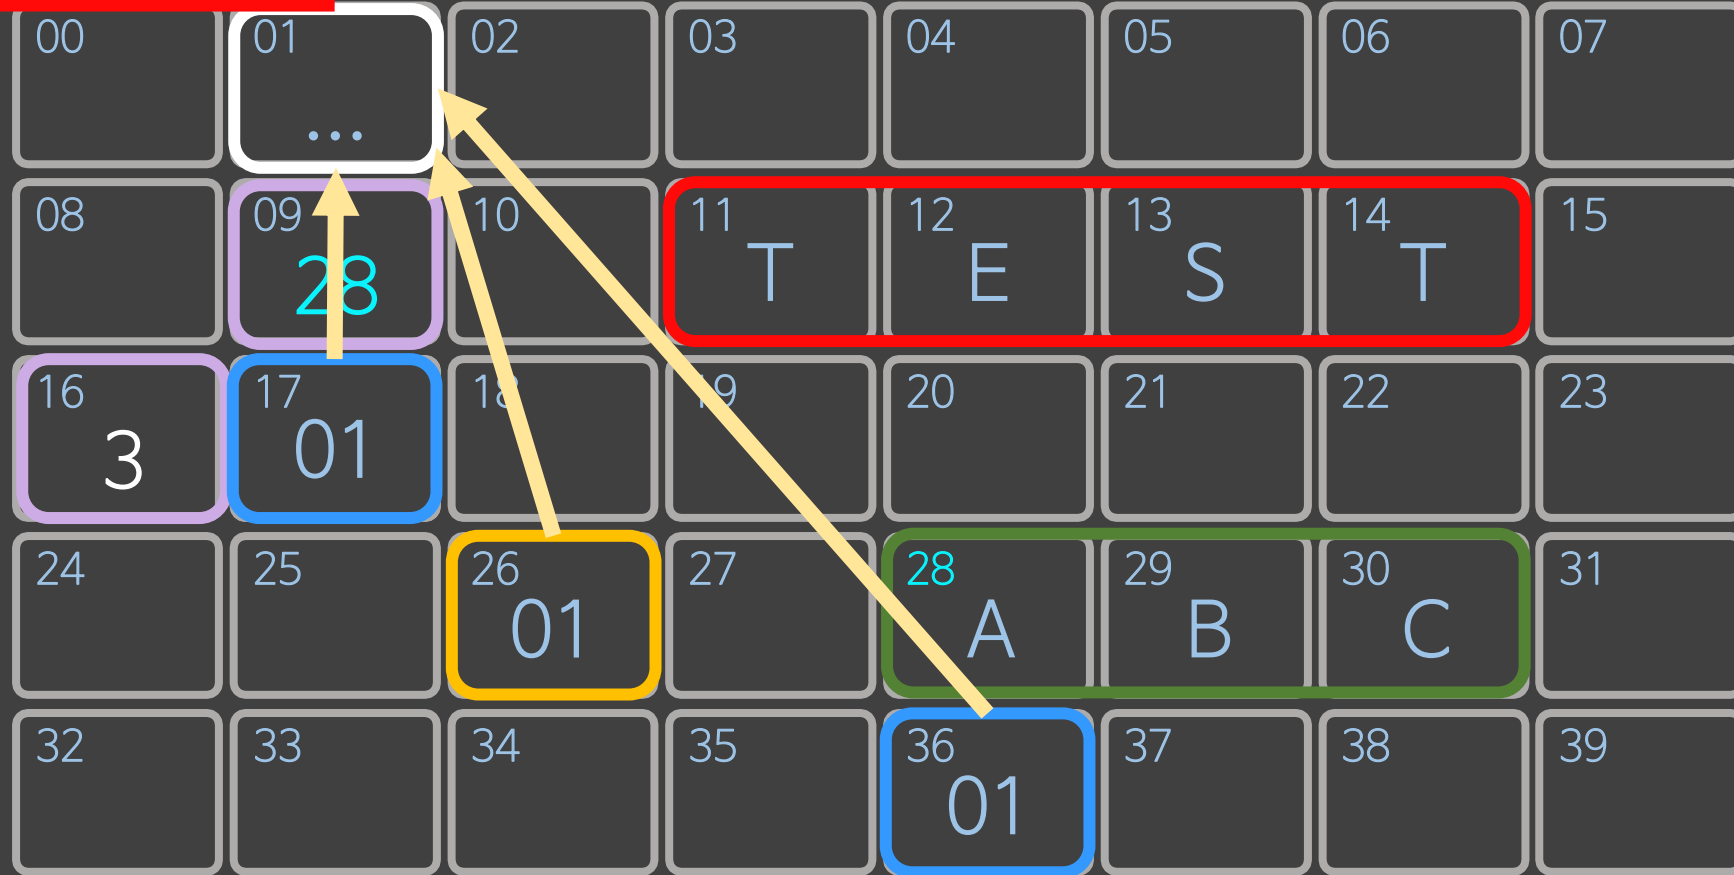 00 01 02 03 04 05 06 07
...
08 09 10 11 12 13 14 15
28 T E S T
16 17 18 19 20 21 22 23
3 01
24 25 26 27 28 29 30 31
01 A B C
32 33 34 35 36 37 38 39
01